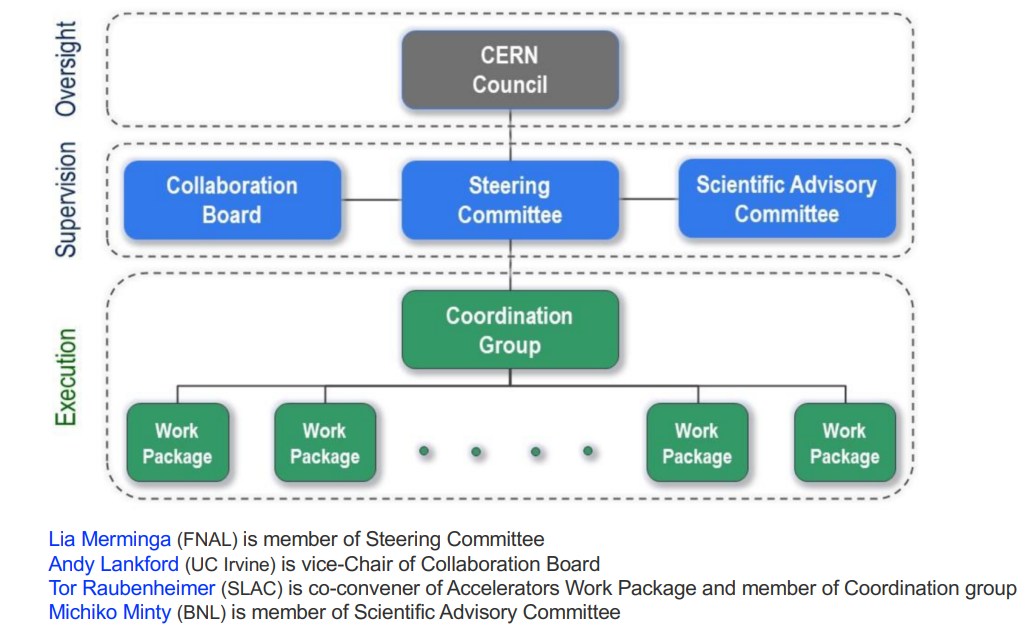 Oversight
CERN
Council
Supervision
Collaboration
Board
Steering
Committee
Scientific Advisory
Committee
Execution
Coordination
Group
Work
Package
Work
Package
Work
Package
Work
Package
Lia Merminga (FNAL) is member of Steering Committee
Andy Lankford (UC Irvine) is vice-Chair of Collaboration Board
Tor Raubenheimer (SLAC) is co-convener of Accelerators Work Package and member of Coordination group
Michiko Minty (BNL) is member of Scientific Advisory Committee